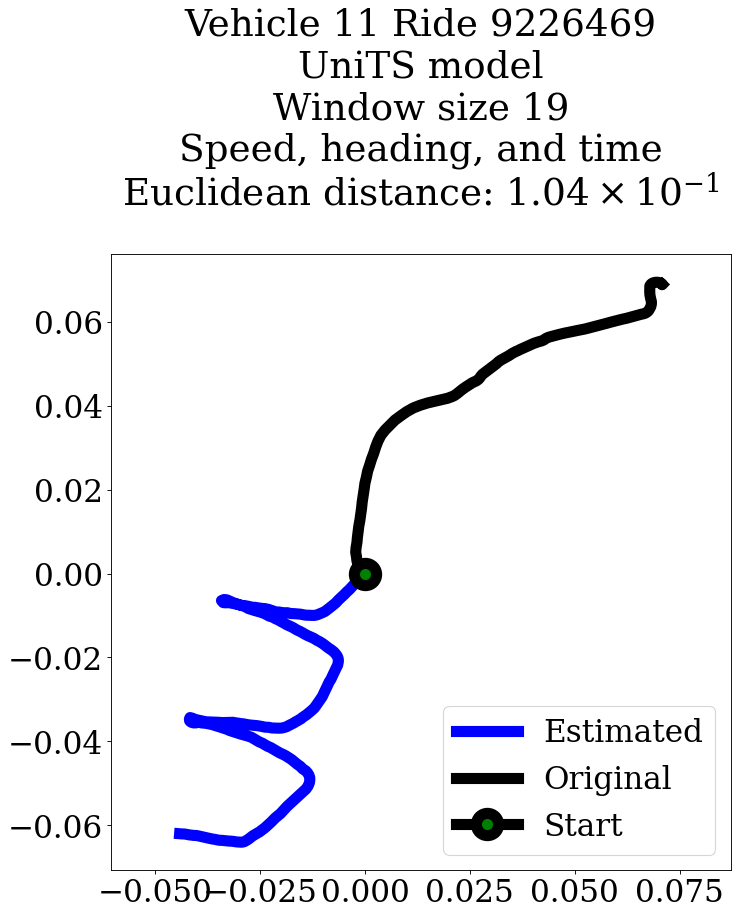 Vehicle 11 Ride 9226469
UniTS model
Window size 19
Speed, heading, and time
Euclidean distance: 1.04 × 10⁻¹
0.06
0.04
0.02
0.00
−0.02
−0.04
−0.06
Estimated
Original
Start
−0.050 −0.025 0.000 0.025 0.050 0.075